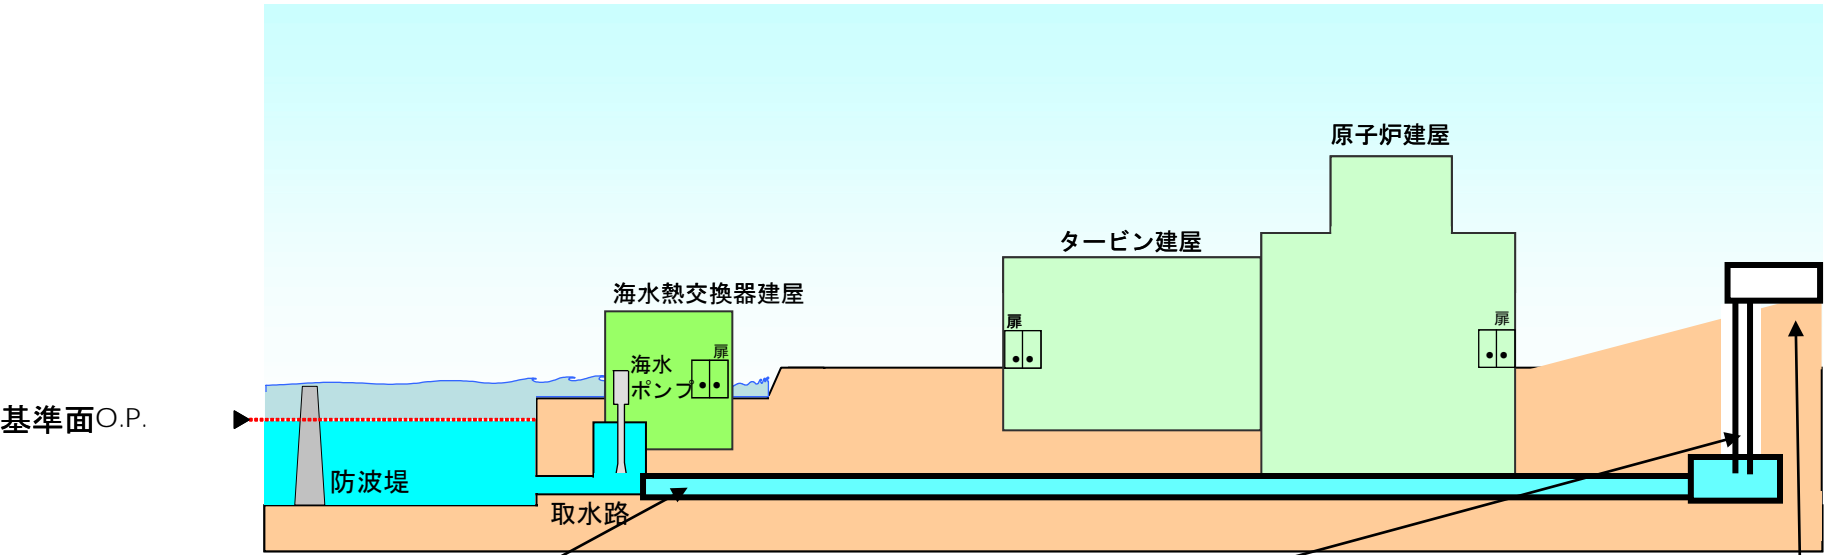 原子炉建屋
タービン建屋
海水熱交換器建屋
扉
扉
扉
海水
ポンプ
基準面O.P.
防波堤
取水路